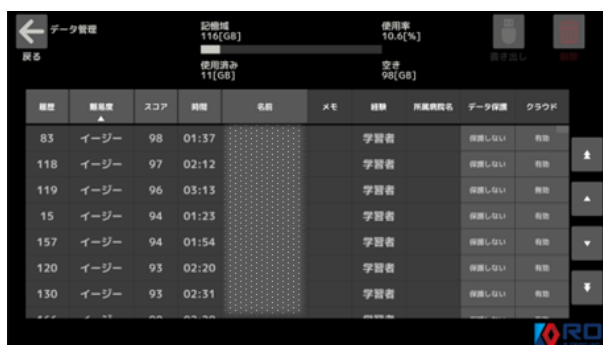 データ管理
戻る
記憶域
116[GB]
使用率
10.6[%]
使用済み
11[GB]
空き
98[GB]
書き出し
削除
履歴 難易度 スコア 時間 名前 メモ 経験 所属病院名 データ保護 クラウド
83 イージー 98 01:37 学習者 保護しない 有効
118 イージー 97 02:12 学習者 保護しない 有効
119 イージー 96 03:13 学習者 保護しない 無効
15 イージー 94 01:23 学習者 保護しない 有効
157 イージー 94 01:54 学習者 保護しない 有効
120 イージー 93 02:20 学習者 保護しない 有効
130 イージー 93 02:31 学習者 保護しない 有効